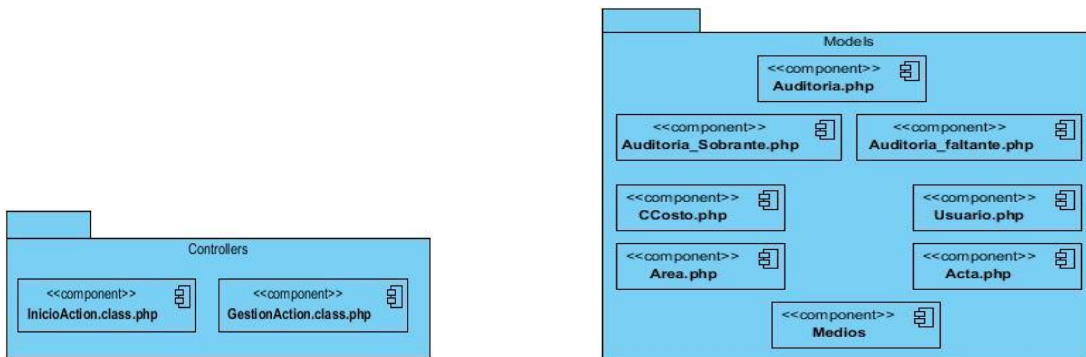 Controllers
<<component>>
InicioAction.class.php
<<component>>
GestionAction.class.php
Models
<<component>>
Auditoria.php
<<component>>
Auditoria_Sobrante.php
<<component>>
Auditoria_faltante.php
<<component>>
CCosto.php
<<component>>
Usuario.php
<<component>>
Area.php
<<component>>
Acta.php
<<component>>
Medios